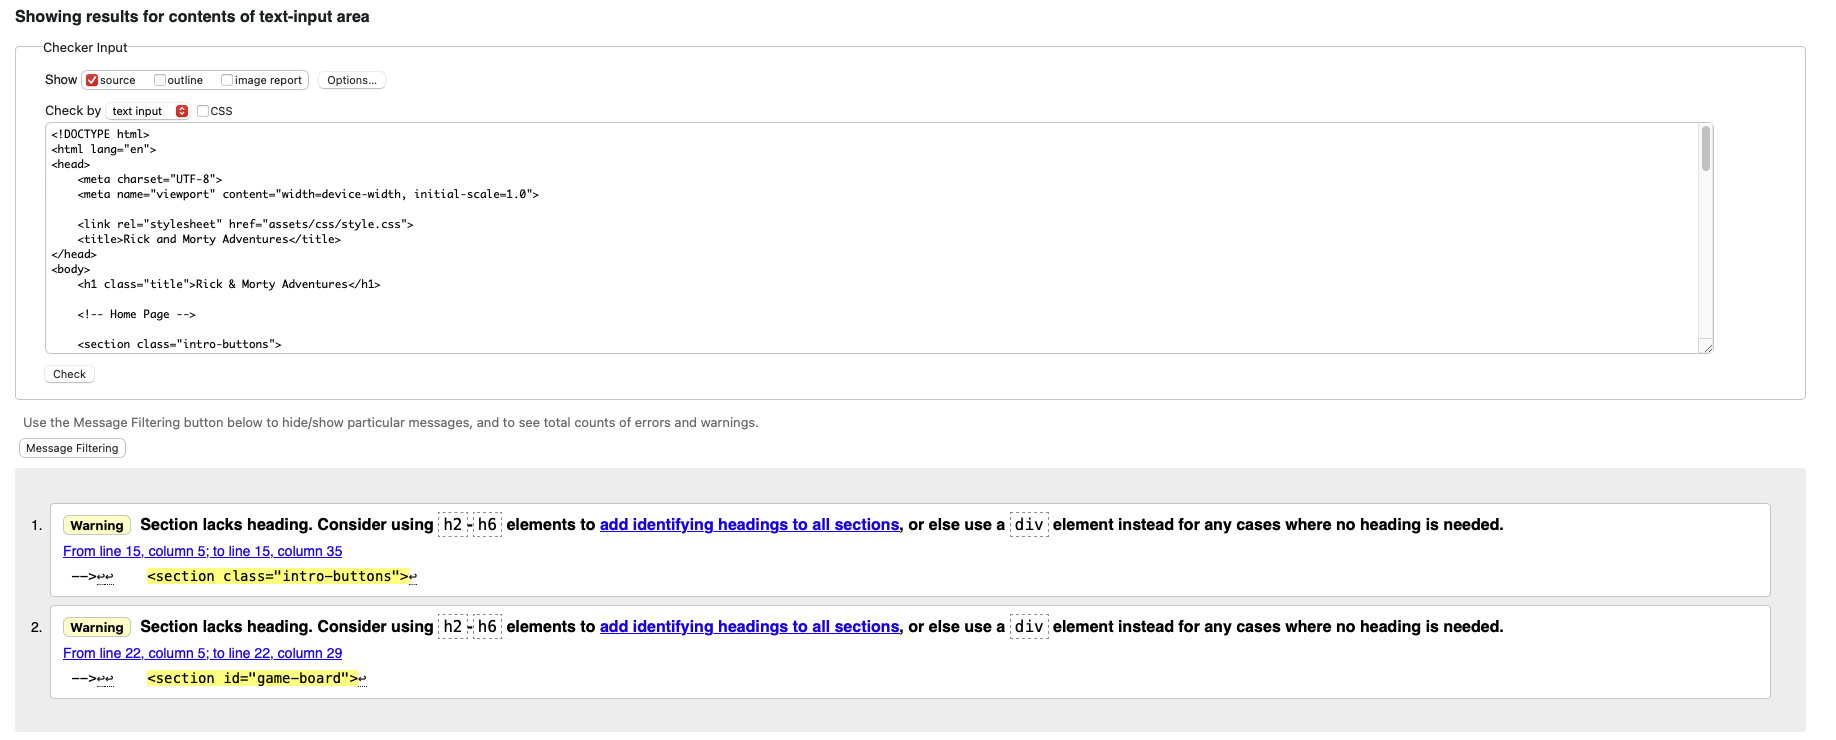 Showing results for contents of text-input area
Checker Input
Show source outline image report Options...
Check by text input CSS
<!DOCTYPE html>
<html lang="en">
<head>
    <meta charset="UTF-8">
    <meta name="viewport" content="width=device-width, initial-scale=1.0">
    <link rel="stylesheet" href="assets/css/style.css">
    <title>Rick and Morty Adventures</title>
</head>
<body>
    <h1 class="title">Rick & Morty Adventures</h1>
    <!-- Home Page -->
    <section class="intro-buttons">
Check
Use the Message Filtering button below to hide/show particular messages, and to see total counts of errors and warnings.
Message Filtering
1. Warning Section lacks heading. Consider using h2-h6 elements to add identifying headings to all sections, or else use a div element instead for any cases where no heading is needed.
From line 15, column 5; to line 15, column 35
-->↩↩    <section class="intro-buttons">↩
2. Warning Section lacks heading. Consider using h2-h6 elements to add identifying headings to all sections, or else use a div element instead for any cases where no heading is needed.
From line 22, column 5; to line 22, column 29
-->↩↩    <section id="game-board">↩